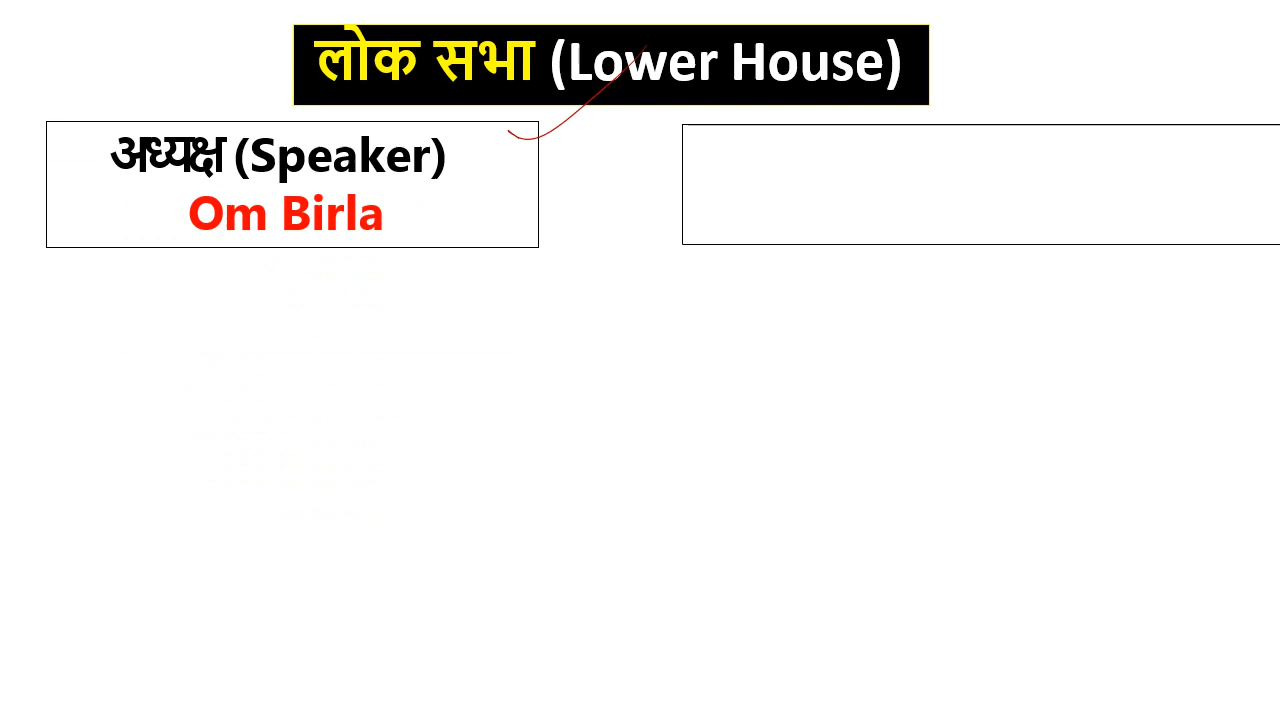 लोक सभा (Lower House)
अध्यक्ष (Speaker)
Om Birla